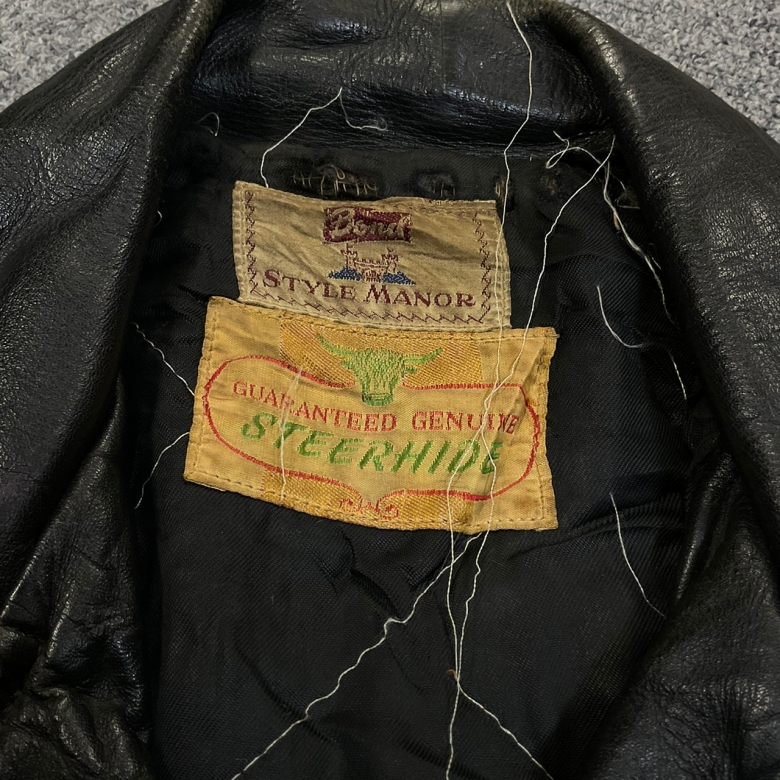 Bond
STYLE MANOR
GUARANTEED GENUINE
STEERHIDE